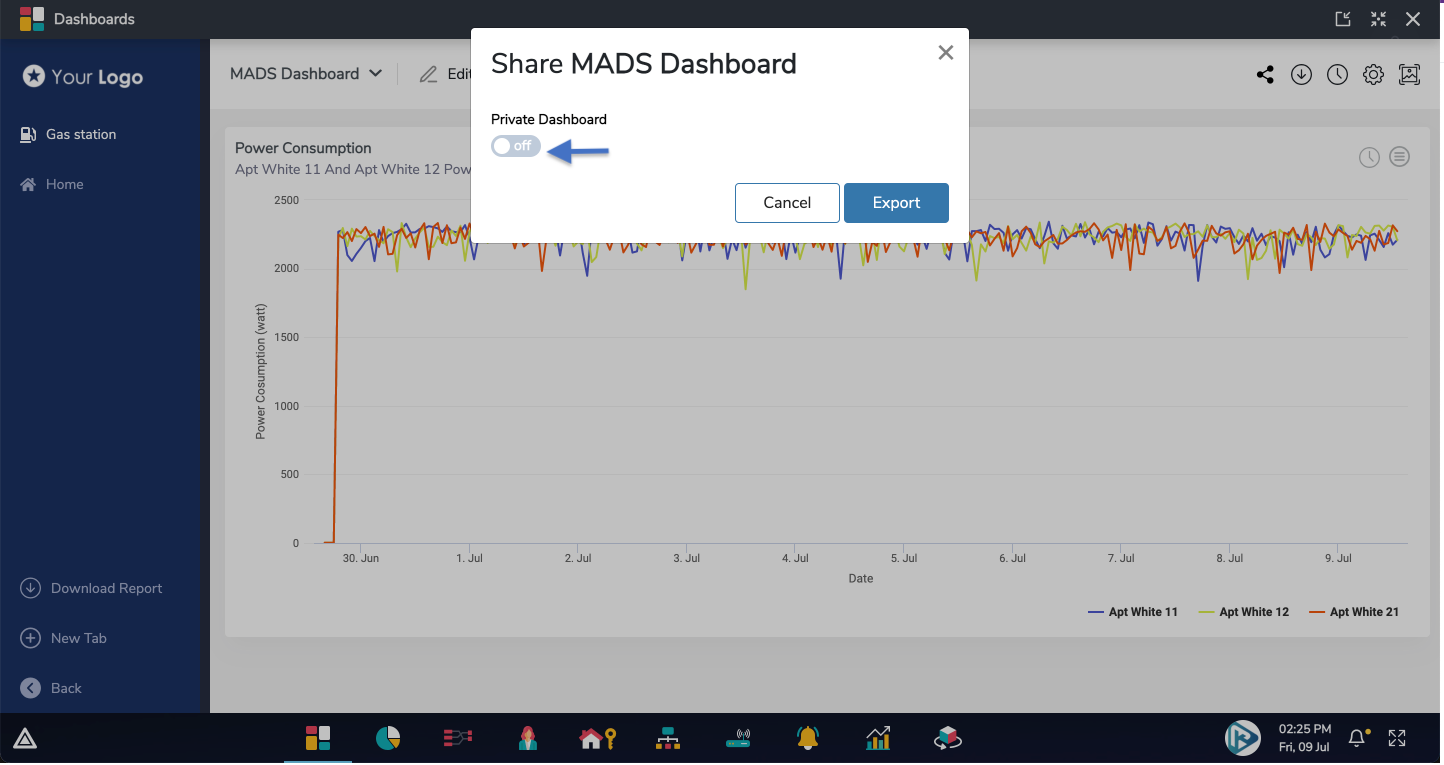 Dashboards
Your Logo
Gas station
Home
Download Report
New Tab
Back
MADS Dashboard
Edit
Share MADS Dashboard
Private Dashboard
off
Cancel
Export
Power Consumption
Apt White 11 And Apt White 12 Pow
2500
2000
1500
1000
500
0
Power Cosumption (watt)
30. Jun
1. Jul
2. Jul
3. Jul
4. Jul
5. Jul
6. Jul
7. Jul
8. Jul
9. Jul
Date
Apt White 11
Apt White 12
Apt White 21
02:25 PM
Fri, 09 Jul